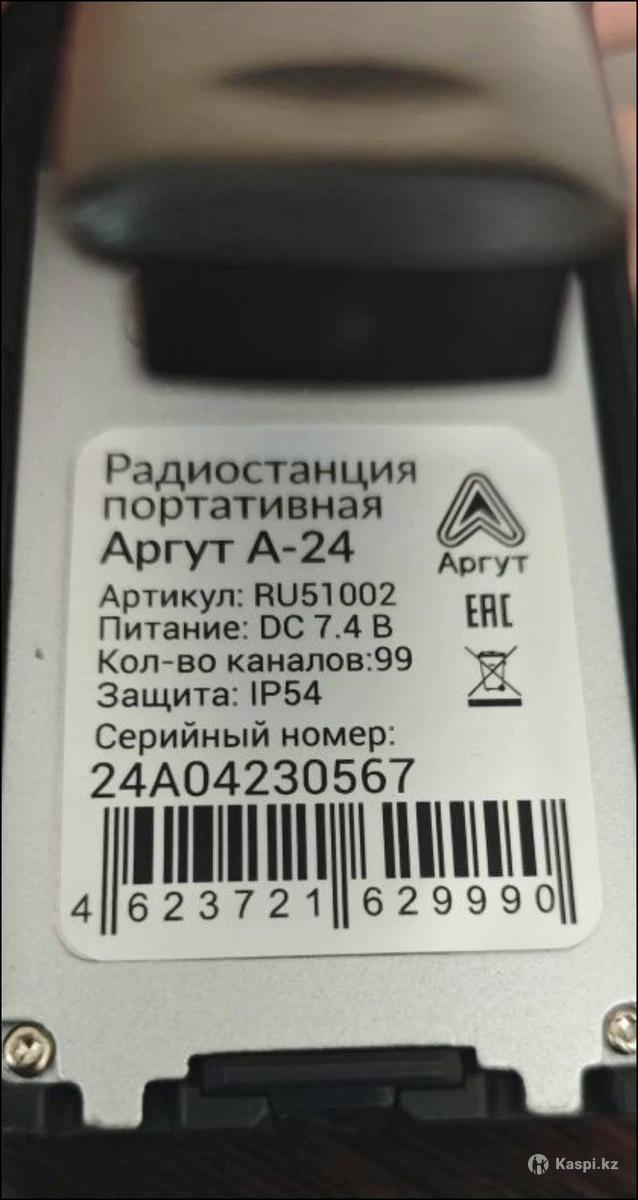 Радиостанция
портативная
Аргут А-24
Аргут
Артикул: RU51002
Питание: DC 7.4 В
Кол-во каналов:99
Защита: IP54
EAC
Серийный номер:
24A04230567
4 623721 629990
Kaspi.kz